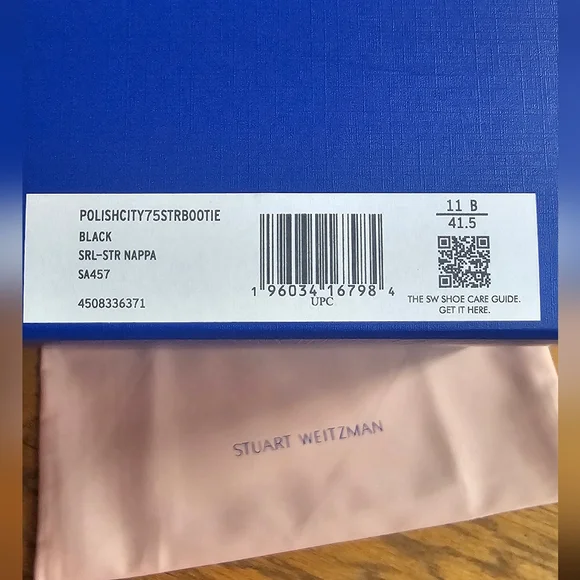 POLISHCITY75STRBOOTIE
BLACK
SRL-STR NAPPA
SA457
4508336371
1 96034 16798 4
UPC
11 B
41.5
THE SW SHOE CARE GUIDE.
GET IT HERE.
STUART WEITZMAN